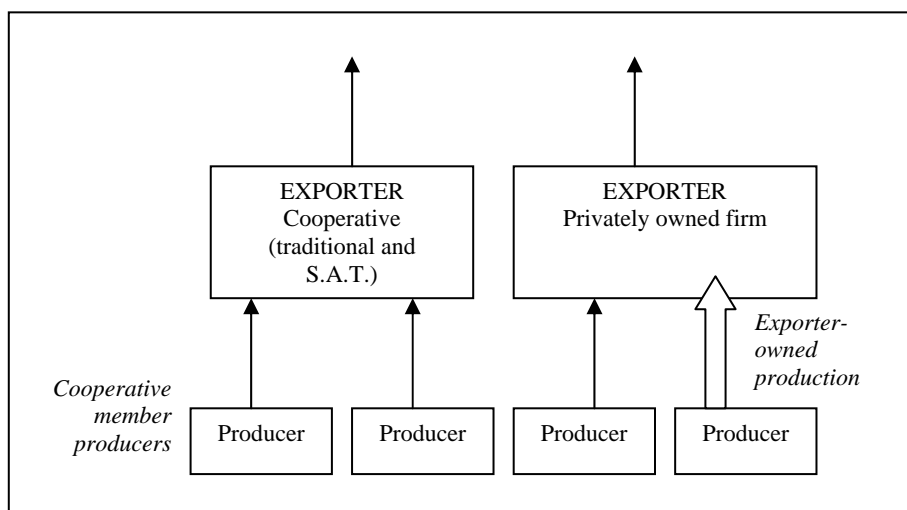 EXPORTER
Cooperative
(traditional and
S.A.T.)
EXPORTER
Privately owned firm
Exporter-
owned
production
Cooperative
member
producers
Producer
Producer
Producer
Producer